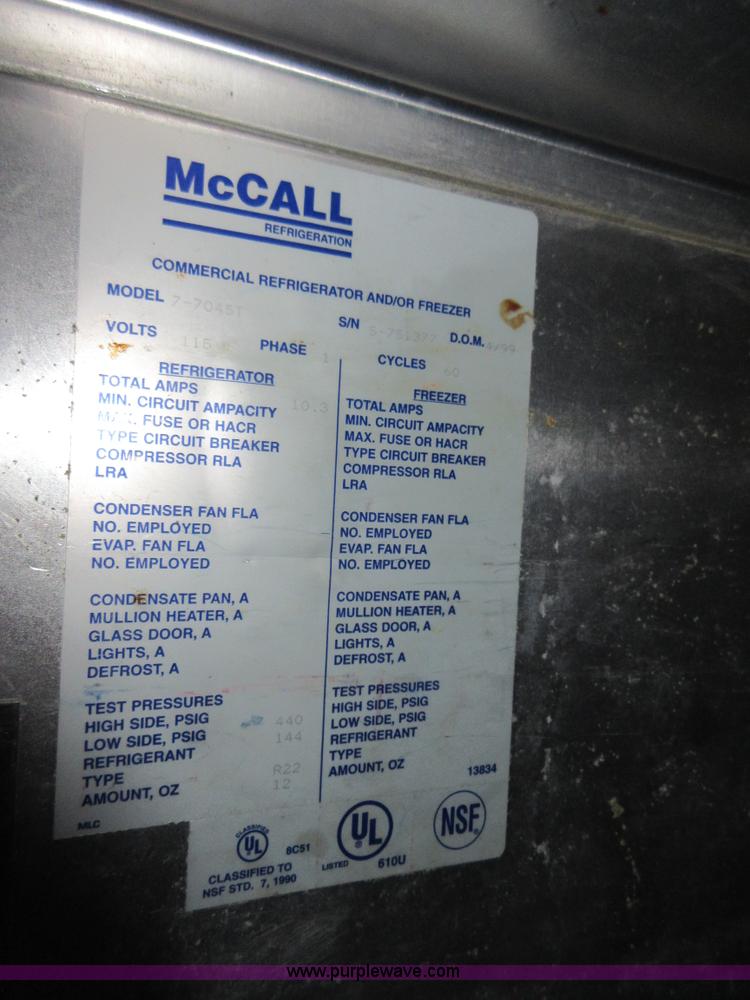 McCALL
REFRIGERATION
COMMERCIAL REFRIGERATOR AND/OR FREEZER
MODEL 7-7045T S/N D.O.M. 4/99
VOLTS 115 PHASE 1 CYCLES 60
REFRIGERATOR
TOTAL AMPS 10.3
MIN. CIRCUIT AMPACITY
MAX. FUSE OR HACR
TYPE CIRCUIT BREAKER
COMPRESSOR RLA
LRA
CONDENSER FAN FLA
NO. EMPLOYED
EVAP. FAN FLA
NO. EMPLOYED
CONDENSATE PAN, A
MULLION HEATER, A
GLASS DOOR, A
LIGHTS, A
DEFROST, A
TEST PRESSURES
HIGH SIDE, PSIG 440
LOW SIDE, PSIG 144
REFRIGERANT
TYPE R22
AMOUNT, OZ 12
MLC
FREEZER
TOTAL AMPS
MIN. CIRCUIT AMPACITY
MAX. FUSE OR HACR
TYPE CIRCUIT BREAKER
COMPRESSOR RLA
LRA
CONDENSER FAN FLA
NO. EMPLOYED
EVAP. FAN FLA
NO. EMPLOYED
CONDENSATE PAN, A
MULLION HEATER, A
GLASS DOOR, A
LIGHTS, A
DEFROST, A
TEST PRESSURES
HIGH SIDE, PSIG
LOW SIDE, PSIG
REFRIGERANT
TYPE
AMOUNT, OZ
13834
CLASSIFIED
UL
8C51
CLASSIFIED TO
NSF STD. 7, 1990
UL
LISTED 610U
NSF
www.purplewave.com